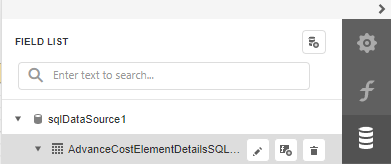 FIELD LIST
Enter text to search...
sqlDataSource1
AdvanceCostElementDetailsSQL...